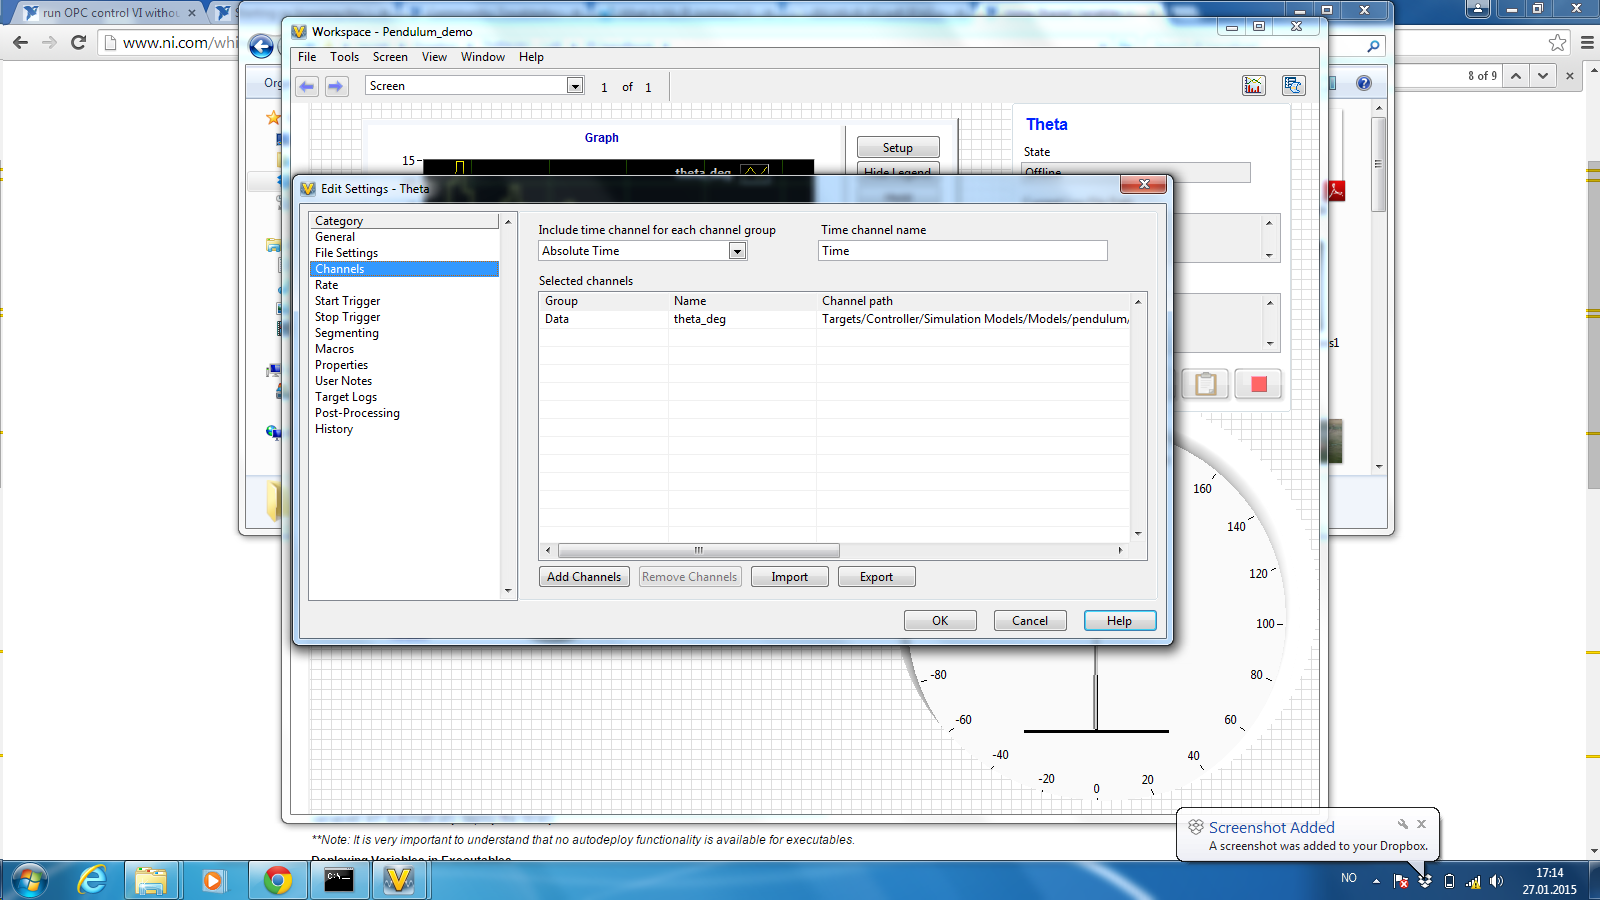 run OPC control VI withou
www.ni.com/whi
8 of 9
Org
Workspace - Pendulum_demo
File Tools Screen View Window Help
Screen
1 of 1
Graph
15
theta_deg
Setup
Hide Legend
Theta
State
Offline
s1
Edit Settings - Theta
Category
General
File Settings
Channels
Rate
Start Trigger
Stop Trigger
Segmenting
Macros
Properties
User Notes
Target Logs
Post-Processing
History
Include time channel for each channel group
Absolute Time
Time channel name
Time
Selected channels
Group Name Channel path
Data theta_deg Targets/Controller/Simulation Models/Models/pendulum/
Add Channels Remove Channels Import Export
OK Cancel Help
160
140
120
100
80
60
40
20
0
-20
-40
-60
-80
**Note: It is very important to understand that no autodeploy functionality is available for executables.
Deploying Variables in Executables
Screenshot Added
A screenshot was added to your Dropbox.
NO
17:14
27.01.2015